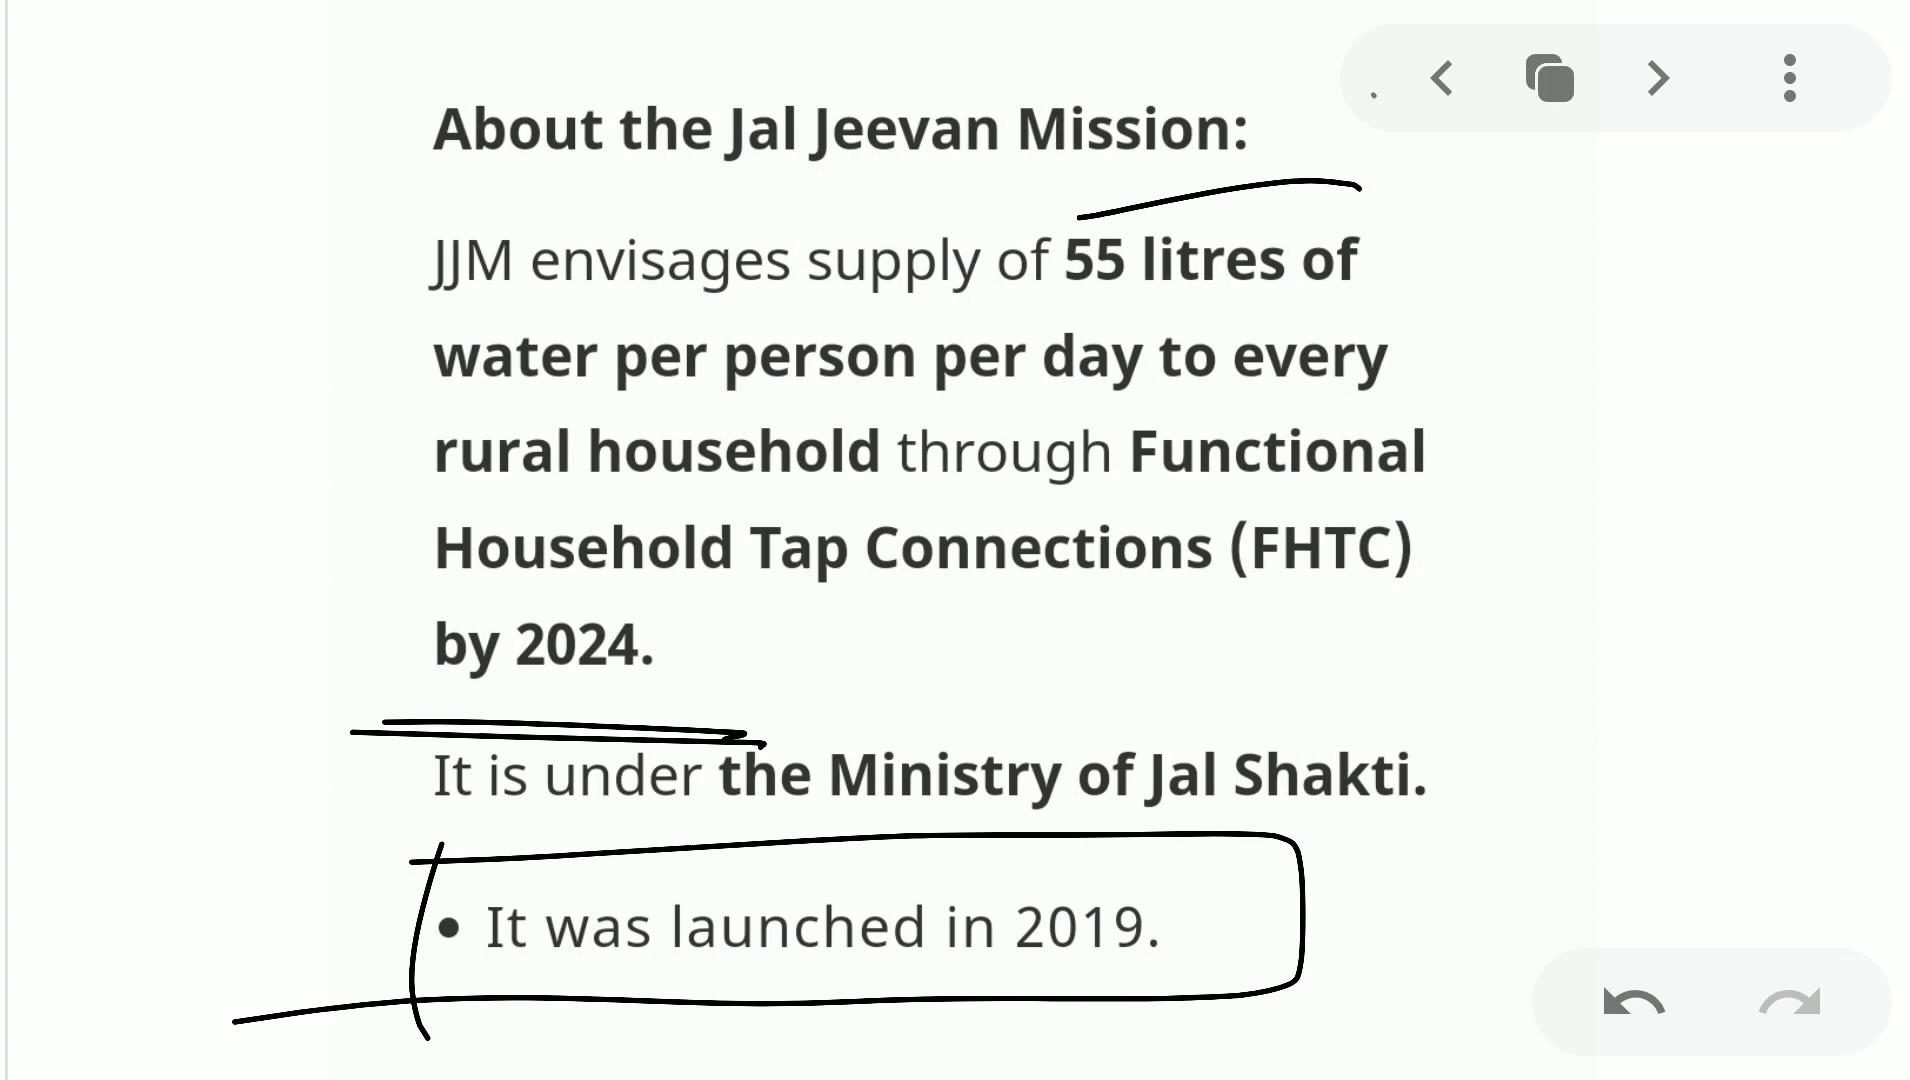 About the Jal Jeevan Mission:
JJM envisages supply of 55 litres of
water per person per day to every
rural household through Functional
Household Tap Connections (FHTC)
by 2024.
It is under the Ministry of Jal Shakti.
• It was launched in 2019.